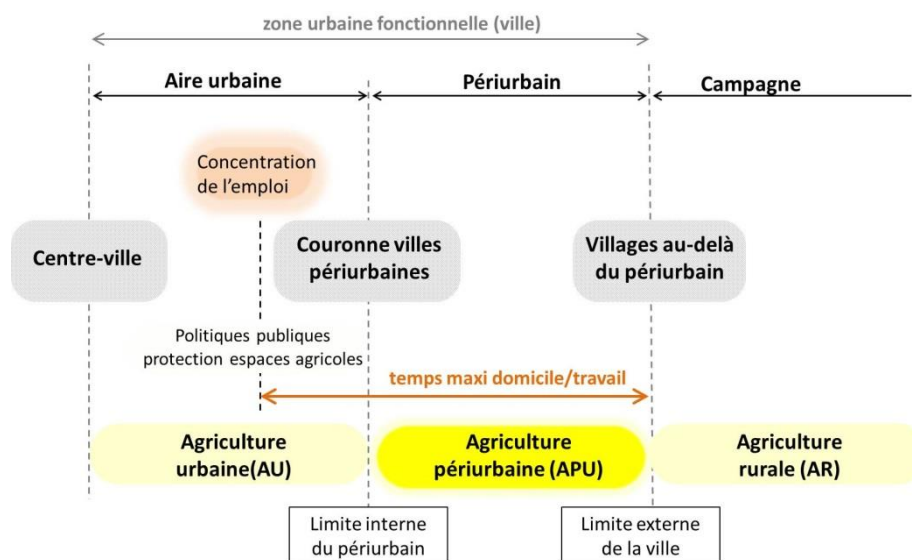 zone urbaine fonctionnelle (ville)
Aire urbaine
Périurbain
Campagne
Concentration
de l'emploi
Centre-ville
Couronne villes
périurbaines
Villages au-delà
du périurbain
Politiques publiques
protection espaces agricoles
temps maxi domicile/travail
Agriculture
urbaine(AU)
Agriculture
périurbaine (APU)
Agriculture
rurale (AR)
Limite interne
du périurbain
Limite externe
de la ville